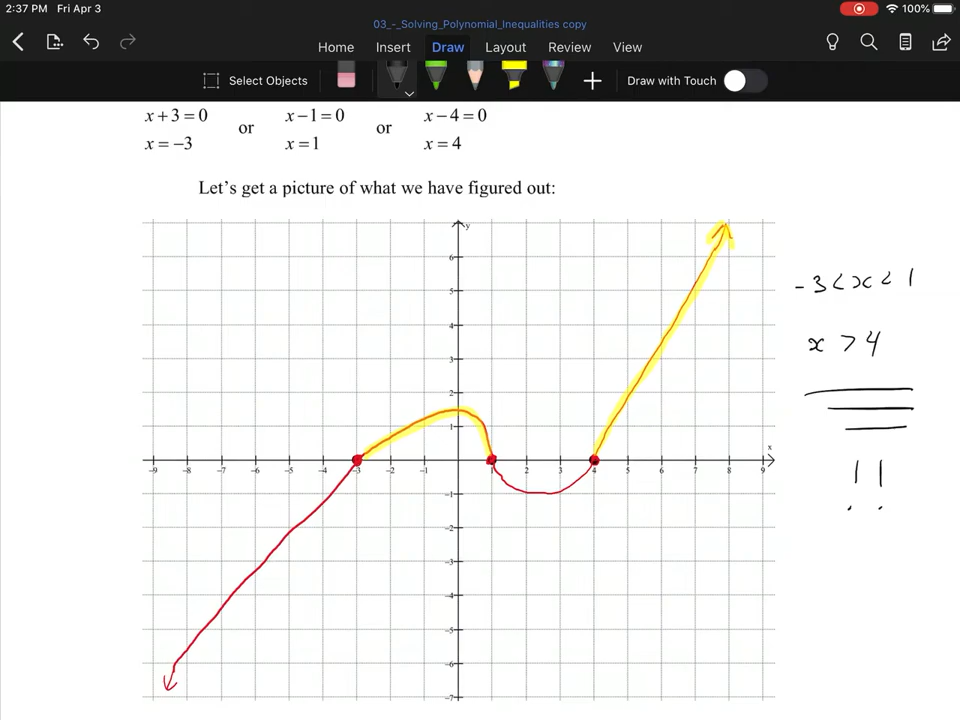 2:37 PM Fri Apr 3 100%
03_-_Solving_Polynomial_Inequalities copy
Home Insert Draw Layout Review View
Select Objects Draw with Touch
x+3=0 x−1=0 x−4=0
or or
x=−3 x=1 x=4
Let's get a picture of what we have figured out:
y
6
5
4
3
2
1
x
-9 -8 -7 -6 -5 -4 -3 -2 -1 1 2 3 4 5 6 7 8 9
-1
-2
-3
-4
-5
-6
-7
-3<x<1
x>4
!!